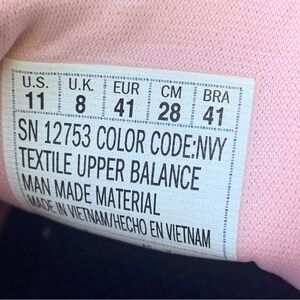 U.S. U.K. EUR CM BRA
11 8 41 28 41
SN 12753 COLOR CODE:NVY
TEXTILE UPPER BALANCE
MAN MADE MATERIAL
MADE IN VIETNAM/HECHO EN VIETNAM